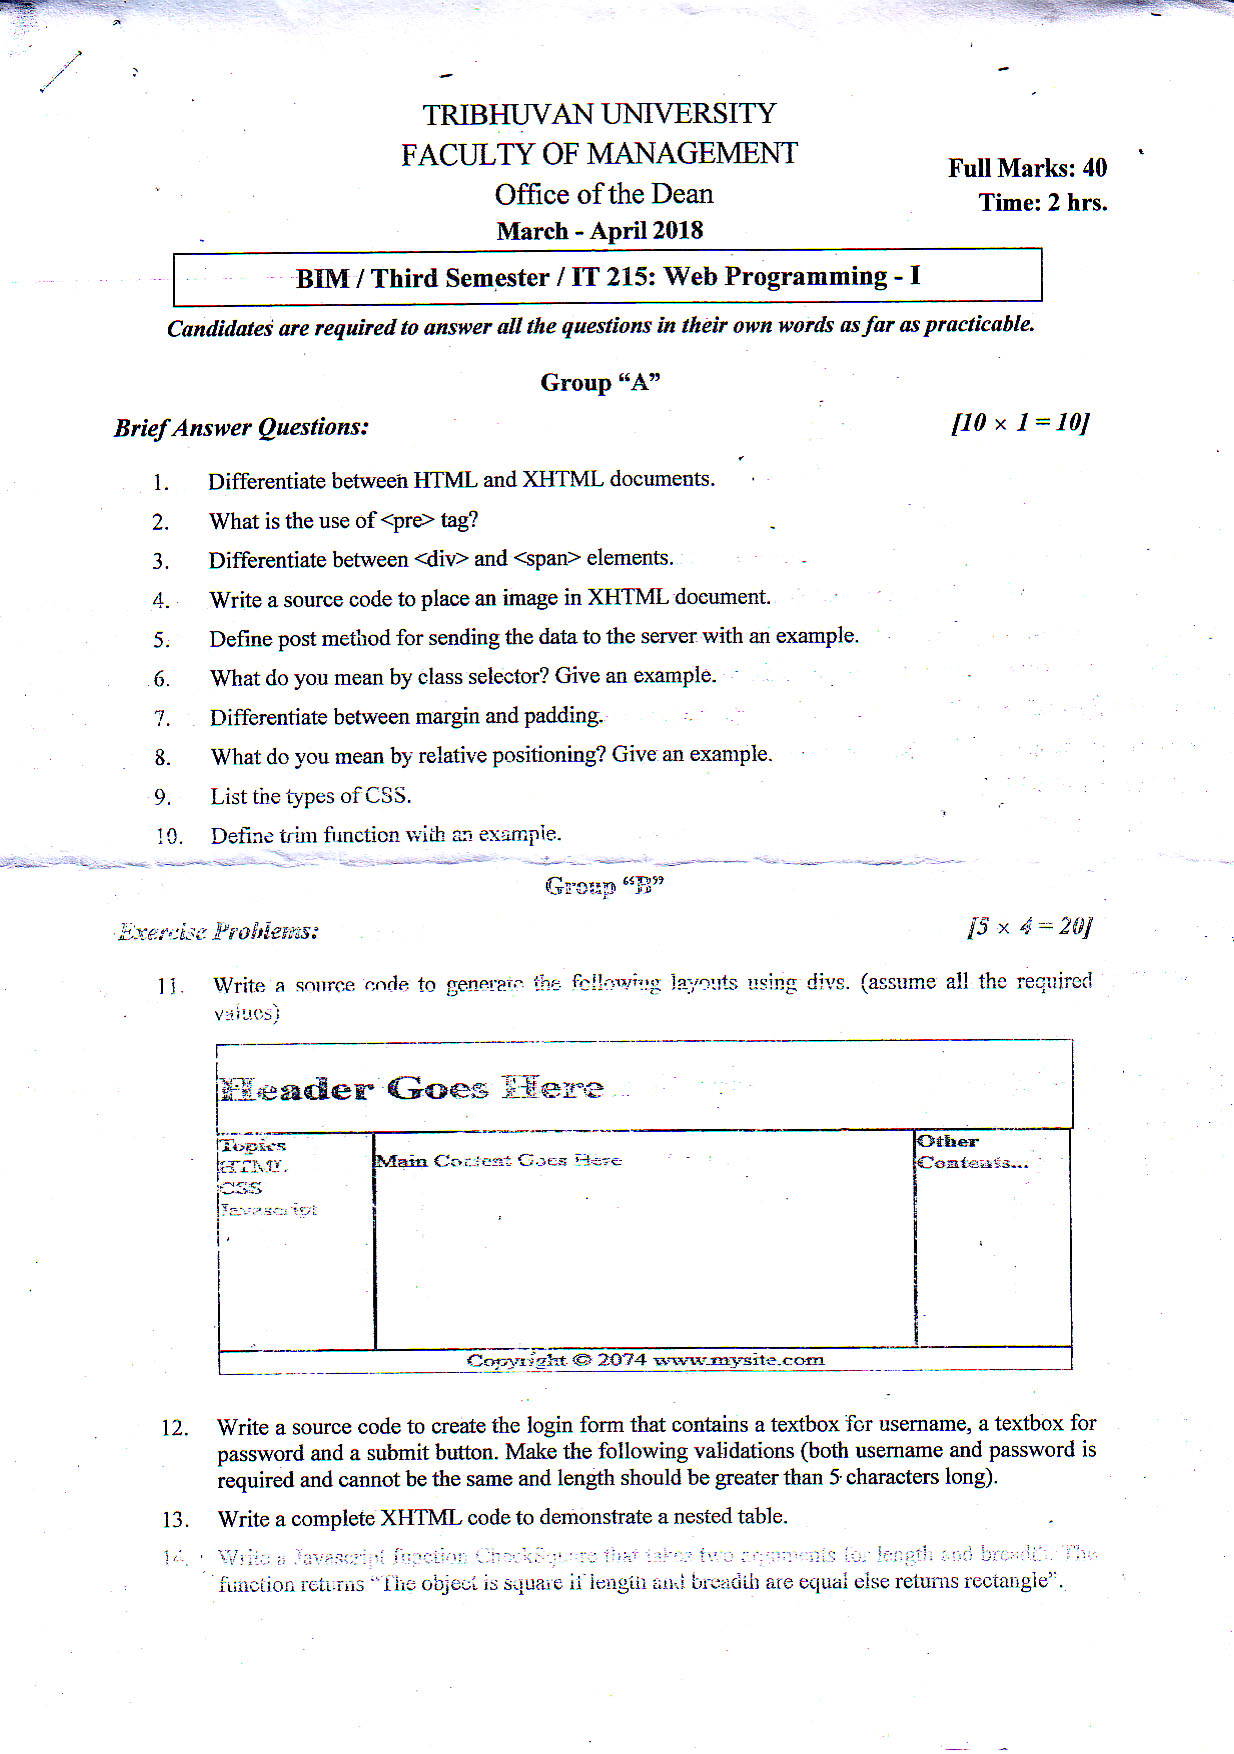 TRIBHUVAN UNIVERSITY
FACULTY OF MANAGEMENT
Office of the Dean
March - April 2018
Full Marks: 40
Time: 2 hrs.
BIM / Third Semester / IT 215: Web Programming - I
Candidates are required to answer all the questions in their own words as far as practicable.
Group “A”
Brief Answer Questions: [10 × 1 = 10]
1. Differentiate between HTML and XHTML documents.
2. What is the use of <pre> tag?
3. Differentiate between <div> and <span> elements.
4. Write a source code to place an image in XHTML document.
5. Define post method for sending the data to the server with an example.
6. What do you mean by class selector? Give an example.
7. Differentiate between margin and padding.
8. What do you mean by relative positioning? Give an example.
9. List the types of CSS.
10. Define trim function with an example.
Group “B”
Exercise Problems: [5 × 4 = 20]
11. Write a source code to generate the following layouts using divs. (assume all the required
values)
Header Goes Here
Topics
HTML
CSS
Javascript
Main Content Goes Here
Other
Contents...
Copyright © 2074 www.mysite.com
12. Write a source code to create the login form that contains a textbox for username, a textbox for
password and a submit button. Make the following validations (both username and password is
required and cannot be the same and length should be greater than 5 characters long).
13. Write a complete XHTML code to demonstrate a nested table.
14. Write a Javascript function CheckSquare that takes two arguments for length and breadth. The
function returns “The object is square if length and breadth are equal else returns rectangle”.